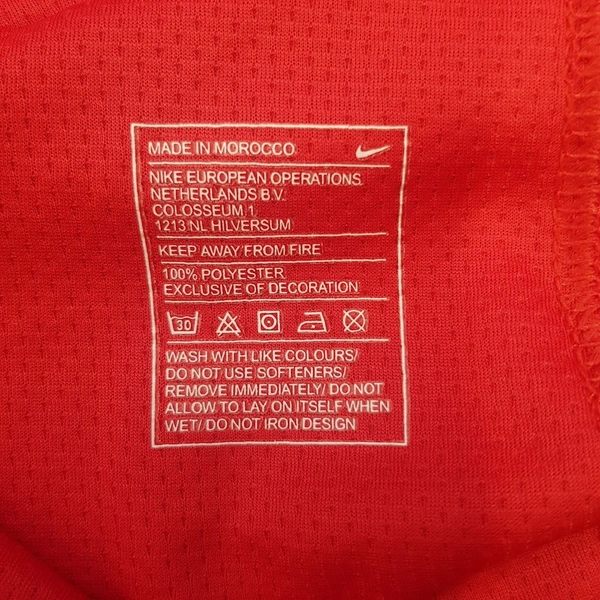 MADE IN MOROCCO
NIKE EUROPEAN OPERATIONS
NETHERLANDS B.V.
COLOSSEUM 1
1213 NL HILVERSUM
KEEP AWAY FROM FIRE
100% POLYESTER
EXCLUSIVE OF DECORATION
30
WASH WITH LIKE COLOURS/
DO NOT USE SOFTENERS/
REMOVE IMMEDIATELY/ DO NOT
ALLOW TO LAY ON ITSELF WHEN
WET/ DO NOT IRON DESIGN